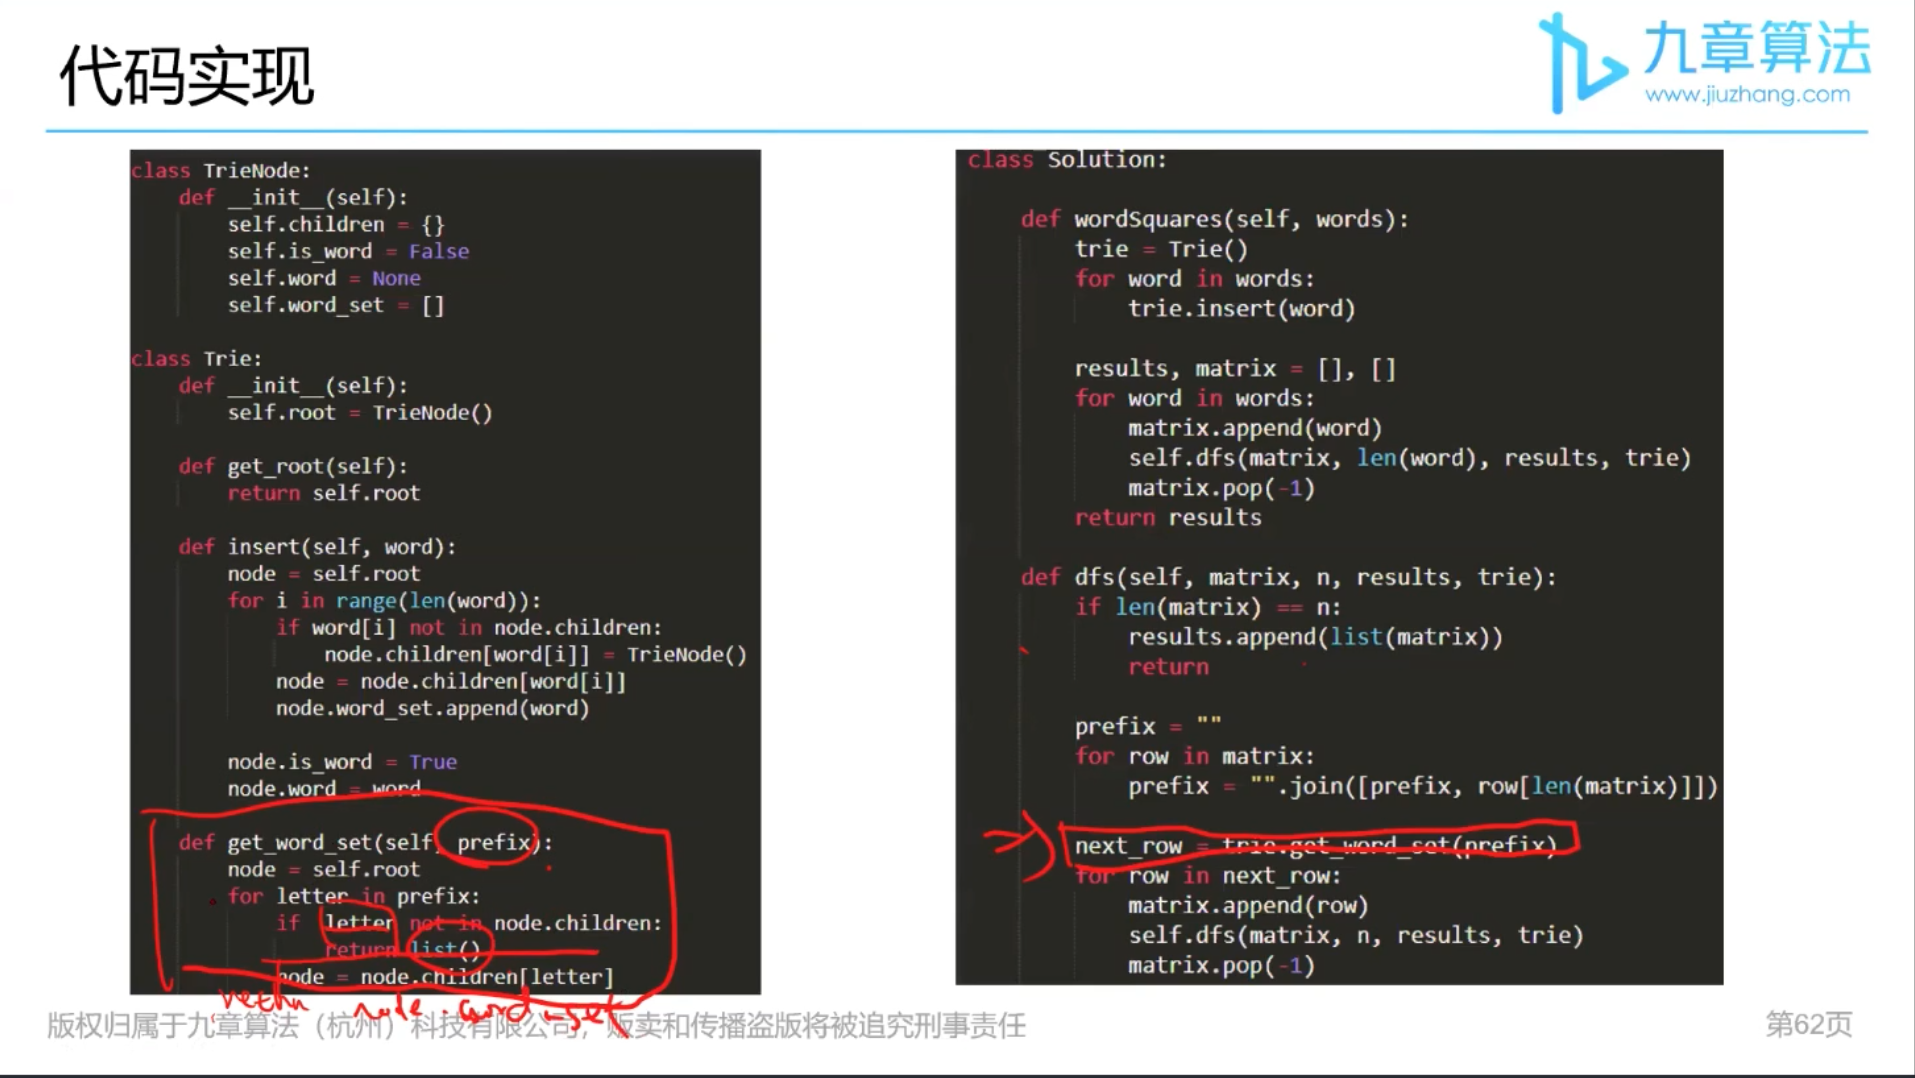 代码实现
九章算法
www.jiuzhang.com
class TrieNode:
    def __init__(self):
        self.children = {}
        self.is_word = False
        self.word = None
        self.word_set = []
class Trie:
    def __init__(self):
        self.root = TrieNode()
    def get_root(self):
        return self.root
    def insert(self, word):
        node = self.root
        for i in range(len(word)):
            if word[i] not in node.children:
                node.children[word[i]] = TrieNode()
            node = node.children[word[i]]
            node.word_set.append(word)
        node.is_word = True
        node.word = word
    def get_word_set(self, prefix):
        node = self.root
        for letter in prefix:
            if letter not in node.children:
                return list()
            node = node.children[letter]
return node.word_set
class Solution:
    def wordSquares(self, words):
        trie = Trie()
        for word in words:
            trie.insert(word)
        results, matrix = [], []
        for word in words:
            matrix.append(word)
            self.dfs(matrix, len(word), results, trie)
            matrix.pop(-1)
        return results
    def dfs(self, matrix, n, results, trie):
        if len(matrix) == n:
            results.append(list(matrix))
            return
        prefix = ""
        for row in matrix:
            prefix = "".join([prefix, row[len(matrix)]])
        next_row = trie.get_word_set(prefix)
        for row in next_row:
            matrix.append(row)
            self.dfs(matrix, n, results, trie)
            matrix.pop(-1)
版权归属于九章算法（杭州）科技有限公司，贩卖和传播盗版将被追究刑事责任
第62页